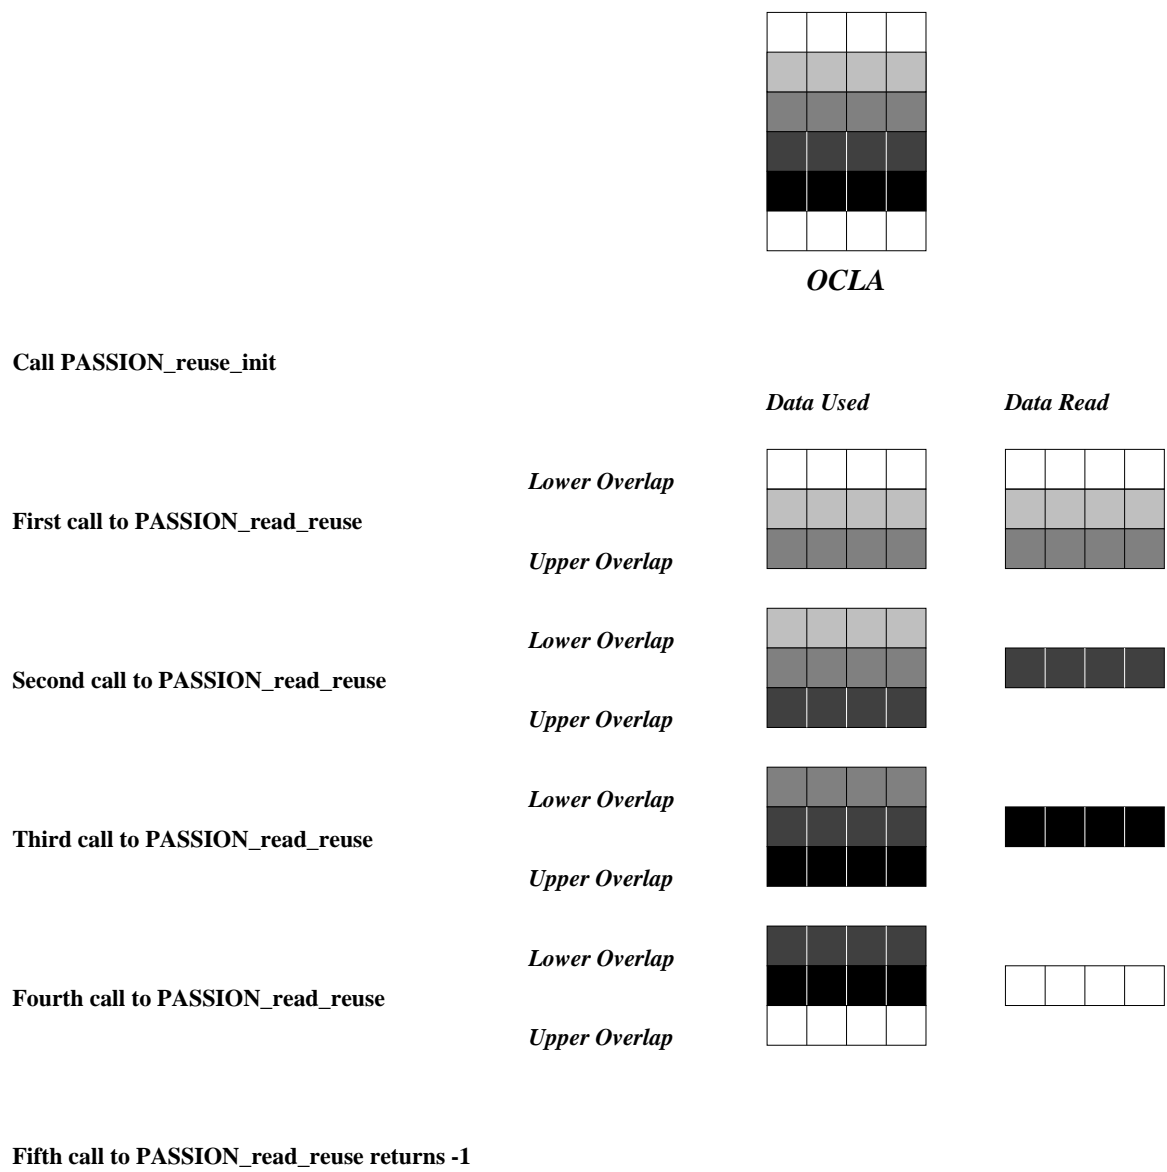 OCLA
Call PASSION_reuse_init
Data Used
Data Read
Lower Overlap
First call to PASSION_read_reuse
Upper Overlap
Lower Overlap
Second call to PASSION_read_reuse
Upper Overlap
Lower Overlap
Third call to PASSION_read_reuse
Upper Overlap
Lower Overlap
Fourth call to PASSION_read_reuse
Upper Overlap
Fifth call to PASSION_read_reuse returns -1